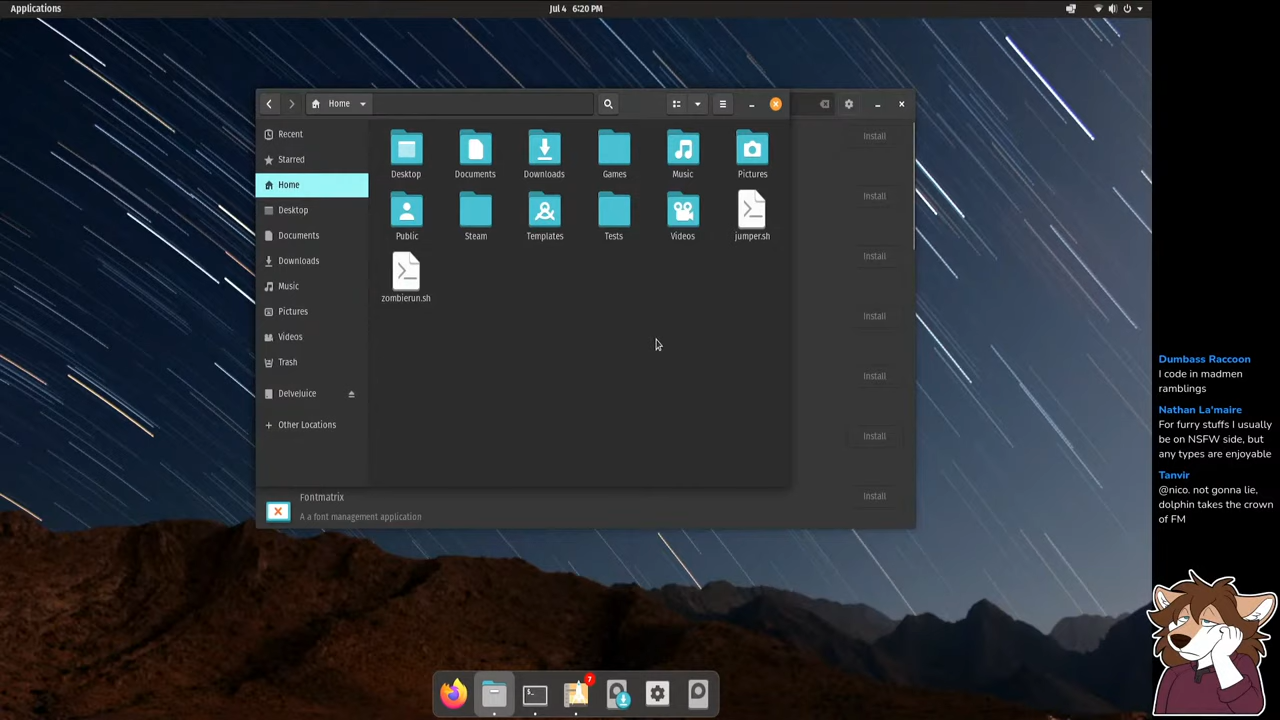 Applications
Jul 4 6:20 PM
Home
Recent
Starred
Home
Desktop
Documents
Downloads
Music
Pictures
Videos
Trash
DelveJuice
Other Locations
Desktop
Documents
Downloads
Games
Music
Pictures
Public
Steam
Templates
Tests
Videos
jumper.sh
zombierun.sh
Install
Install
Install
Install
Install
Install
Install
Fontmatrix
A a font management application
7
Dumbass Raccoon
I code in madmen
ramblings
Nathan La'maire
For furry stuffs I usually
be on NSFW side, but
any types are enjoyable
Tanvir
@nico. not gonna lie,
dolphin takes the crown
of FM